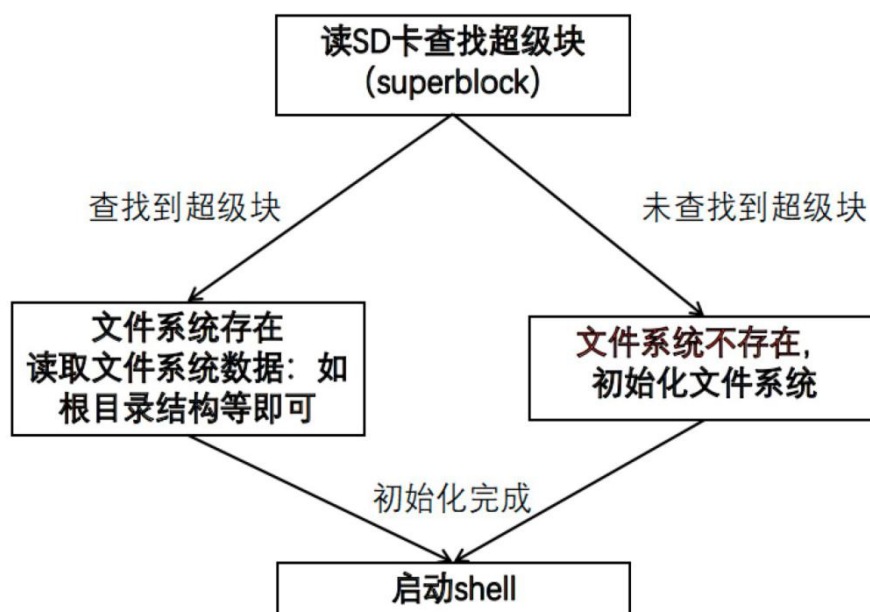 读SD卡查找超级块
（superblock）
查找到超级块
未查找到超级块
文件系统存在
读取文件系统数据：如
根目录结构等即可
文件系统不存在，
初始化文件系统
初始化完成
启动shell